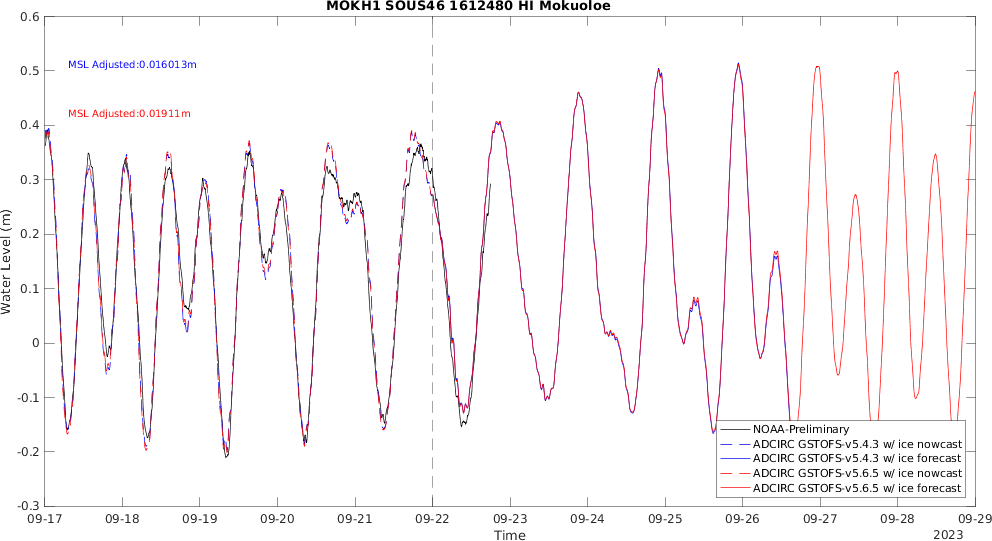 MOKH1 SOUS46 1612480 HI Mokuoloe
MSL Adjusted:0.016013m
MSL Adjusted:0.01911m
Water Level (m)
0.6
0.5
0.4
0.3
0.2
0.1
0
-0.1
-0.2
-0.3
NOAA-Preliminary
ADCIRC GSTOFS-v5.4.3 w/ ice nowcast
ADCIRC GSTOFS-v5.4.3 w/ ice forecast
ADCIRC GSTOFS-v5.6.5 w/ ice nowcast
ADCIRC GSTOFS-v5.6.5 w/ ice forecast
09-17 09-18 09-19 09-20 09-21 09-22 09-23 09-24 09-25 09-26 09-27 09-28 09-29
Time
2023